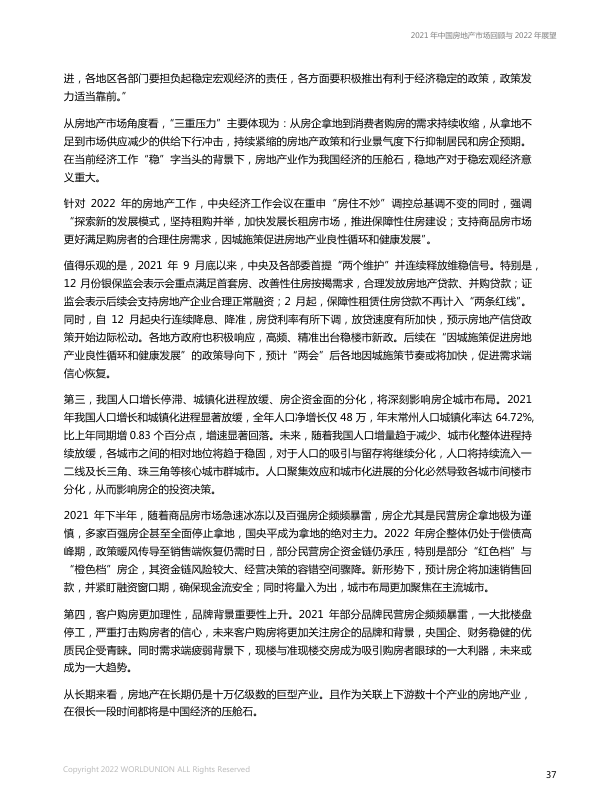 2021 年中国房地产市场回顾与 2022 年展望
进，各地区各部门要担负起稳定宏观经济的责任，各方面要积极推出有利于经济稳定的政策，政策发
力适当靠前。”
从房地产市场角度看，“三重压力”主要体现为：从房企拿地到消费者购房的需求持续收缩，从拿地不
足到市场供应减少的供给下行冲击，持续紧缩的房地产政策和行业景气度下行抑制居民和房企预期。
在当前经济工作“稳”字当头的背景下，房地产业作为我国经济的压舱石，稳地产对于稳宏观经济意
义重大。
针对 2022 年的房地产工作，中央经济工作会议在重申“房住不炒”调控总基调不变的同时，强调
“探索新的发展模式，坚持租购并举，加快发展长租房市场，推进保障性住房建设；支持商品房市场
更好满足购房者的合理住房需求，因城施策促进房地产业良性循环和健康发展”。
值得乐观的是，2021 年 9 月底以来，中央及各部委首提“两个维护”并连续释放维稳信号。特别是，
12 月份银保监会表示会重点满足首套房、改善性住房按揭需求，合理发放房地产贷款、并购贷款；证
监会表示后续会支持房地产企业合理正常融资；2 月起，保障性租赁住房贷款不再计入“两条红线”。
同时，自 12 月起央行连续降息、降准，房贷利率有所下调，放贷速度有所加快，预示房地产信贷政
策开始边际松动。各地方政府也积极响应，高频、精准出台稳楼市新政。后续在“因城施策促进房地
产业良性循环和健康发展”的政策导向下，预计“两会”后各地因城施策节奏或将加快，促进需求端
信心恢复。
第三，我国人口增长停滞、城镇化进程放缓、房企资金面的分化，将深刻影响房企城市布局。2021
年我国人口增长和城镇化进程显著放缓，全年人口净增长仅 48 万，年末常州人口城镇化率达 64.72%,
比上年同期增 0.83 个百分点，增速显著回落。未来，随着我国人口增量趋于减少、城市化整体进程持
续放缓，各城市之间的相对地位将趋于稳固，对于人口的吸引与留存将继续分化，人口将持续流入一
二线及长三角、珠三角等核心城市群城市。人口聚集效应和城市化进展的分化必然导致各城市间楼市
分化，从而影响房企的投资决策。
2021 年下半年，随着商品房市场急速冰冻以及百强房企频频暴雷，房企尤其是民营房企拿地极为谨
慎，多家百强房企甚至全面停止拿地，国央平成为拿地的绝对主力。2022 年房企整体仍处于偿债高
峰期，政策暖风传导至销售端恢复仍需时日，部分民营房企资金链仍承压，特别是部分“红色档”与
“橙色档”房企，其资金链风险较大、经营决策的容错空间骤降。新形势下，预计房企将加速销售回
款，并紧盯融资窗口期，确保现金流安全；同时将量入为出，城市布局更加聚焦在主流城市。
第四，客户购房更加理性，品牌背景重要性上升。2021 年部分品牌民营房企频频暴雷，一大批楼盘
停工，严重打击购房者的信心，未来客户购房将更加关注房企的品牌和背景，央国企、财务稳健的优
质民企受青睐。同时需求端疲弱背景下，现楼与准现楼交房成为吸引购房者眼球的一大利器，未来或
成为一大趋势。
从长期来看，房地产在长期仍是十万亿级数的巨型产业。且作为关联上下游数十个产业的房地产业，
在很长一段时间都将是中国经济的压舱石。
Copyright 2022 WORLDUNION ALL Rights Reserved
37